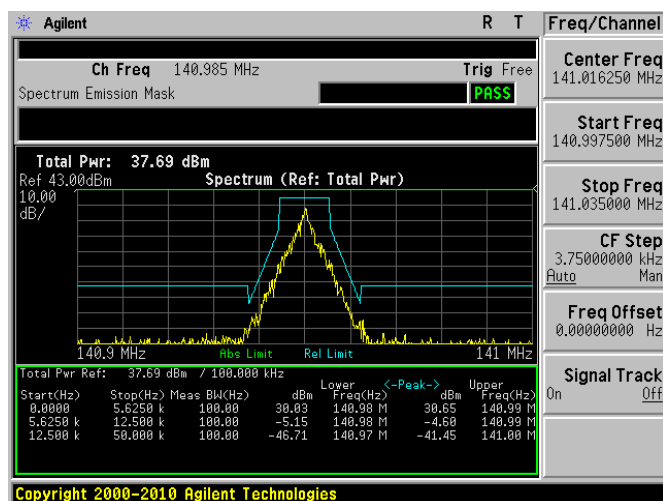 Agilent R T Freq/Channel
Ch Freq 140.985 MHz Trig Free
Spectrum Emission Mask PASS
Center Freq
141.016250 MHz
Start Freq
140.997500 MHz
Stop Freq
141.035000 MHz
CF Step
3.75000000 kHz
Auto Man
Freq Offset
0.00000000 Hz
Signal Track
On Off
Total Pwr: 37.69 dBm
Ref 43.00dBm Spectrum (Ref: Total Pwr)
10.00
dB/
140.9 MHz Abs Limit Rel Limit 141 MHz
Total Pwr Ref: 37.69 dBm / 100.000 kHz
Lower <-Peak-> Upper
Start(Hz) Stop(Hz) Meas BW(Hz) dBm Freq(Hz) dBm Freq(Hz)
0.0000 5.6250 k 100.00 30.03 140.98 M 30.65 140.99 M
5.6250 k 12.500 k 100.00 -5.15 140.98 M -4.60 140.99 M
12.500 k 50.000 k 100.00 -46.71 140.97 M -41.45 141.00 M
Copyright 2000-2010 Agilent Technologies